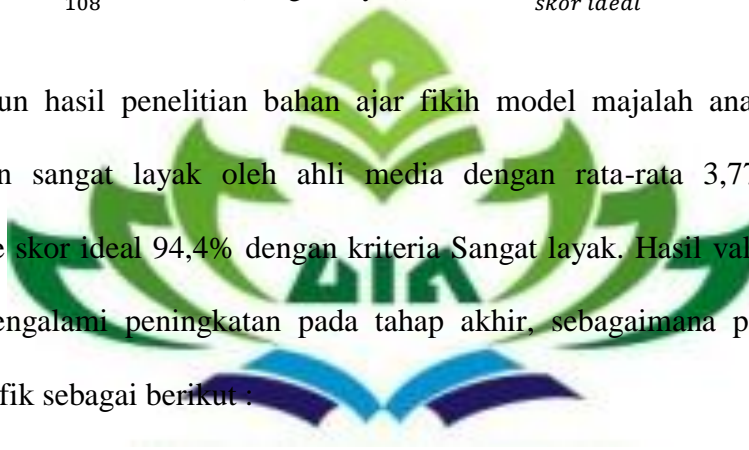 108 skor ideal
un hasil penelitian bahan ajar fikih model majalah ana
n sangat layak oleh ahli media dengan rata-rata 3,77
e skor ideal 94,4% dengan kriteria Sangat layak. Hasil val
engalami peningkatan pada tahap akhir, sebagaimana p
fik sebagai berikut :